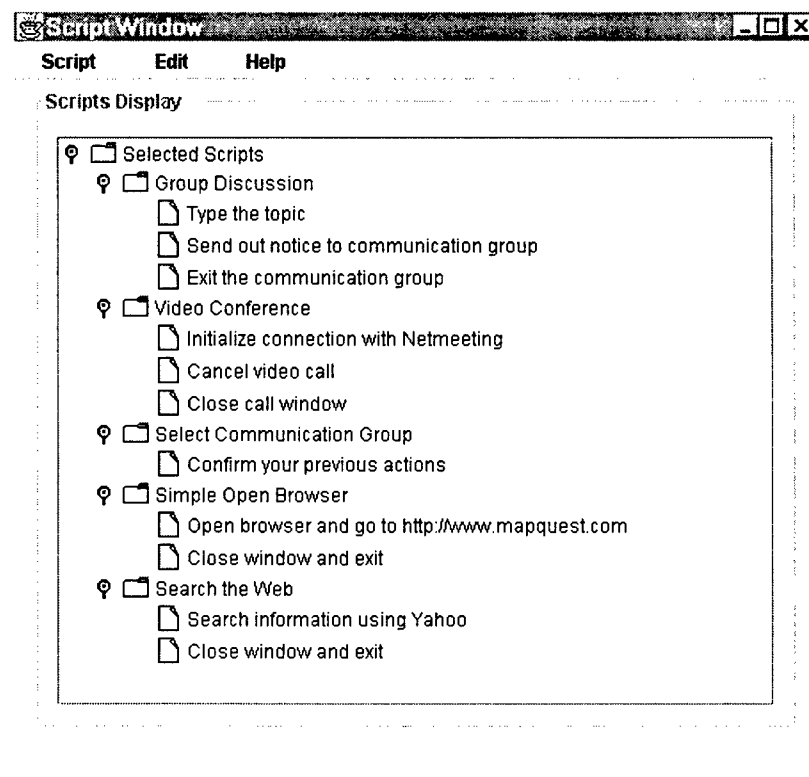 Script Window
Script Edit Help
Scripts Display
Selected Scripts
Group Discussion
Type the topic
Send out notice to communication group
Exit the communication group
Video Conference
Initialize connection with Netmeeting
Cancel video call
Close call window
Select Communication Group
Confirm your previous actions
Simple Open Browser
Open browser and go to http://www.mapquest.com
Close window and exit
Search the Web
Search information using Yahoo
Close window and exit